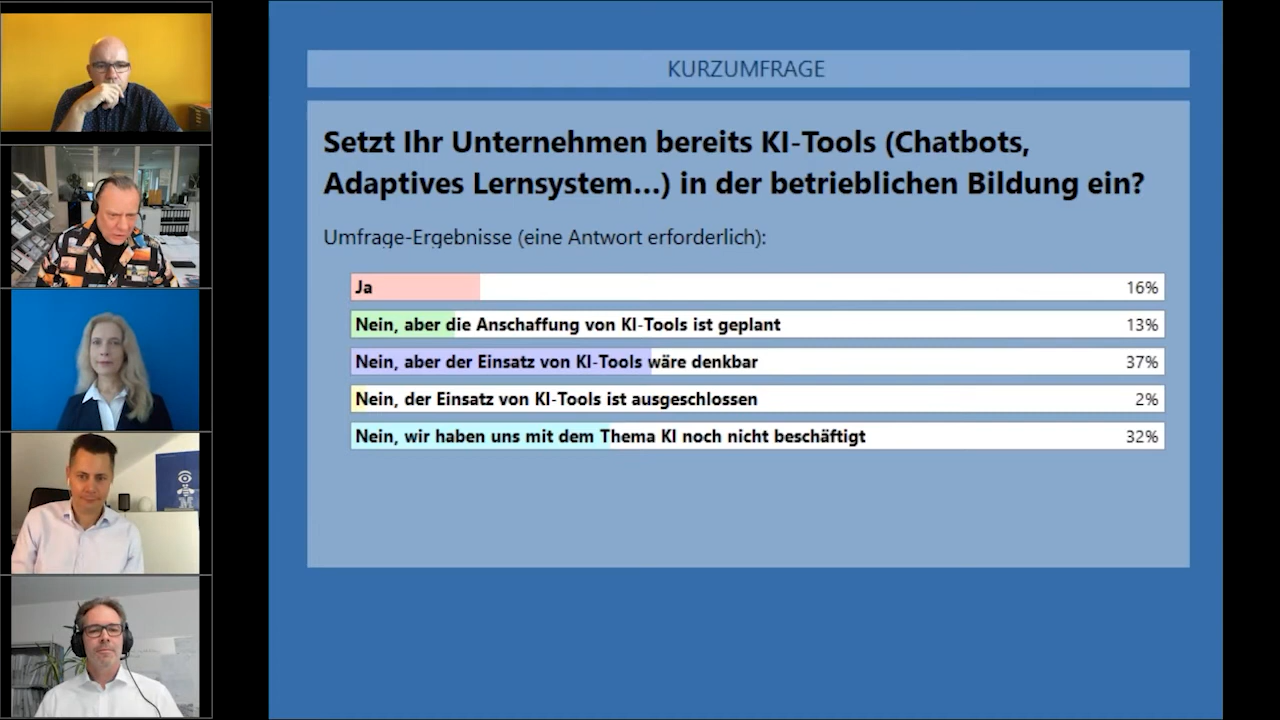 KURZUMFRAGE
Setzt Ihr Unternehmen bereits KI-Tools (Chatbots,
Adaptives Lernsystem...) in der betrieblichen Bildung ein?
Umfrage-Ergebnisse (eine Antwort erforderlich):
Ja 16%
Nein, aber die Anschaffung von KI-Tools ist geplant 13%
Nein, aber der Einsatz von KI-Tools wäre denkbar 37%
Nein, der Einsatz von KI-Tools ist ausgeschlossen 2%
Nein, wir haben uns mit dem Thema KI noch nicht beschäftigt 32%